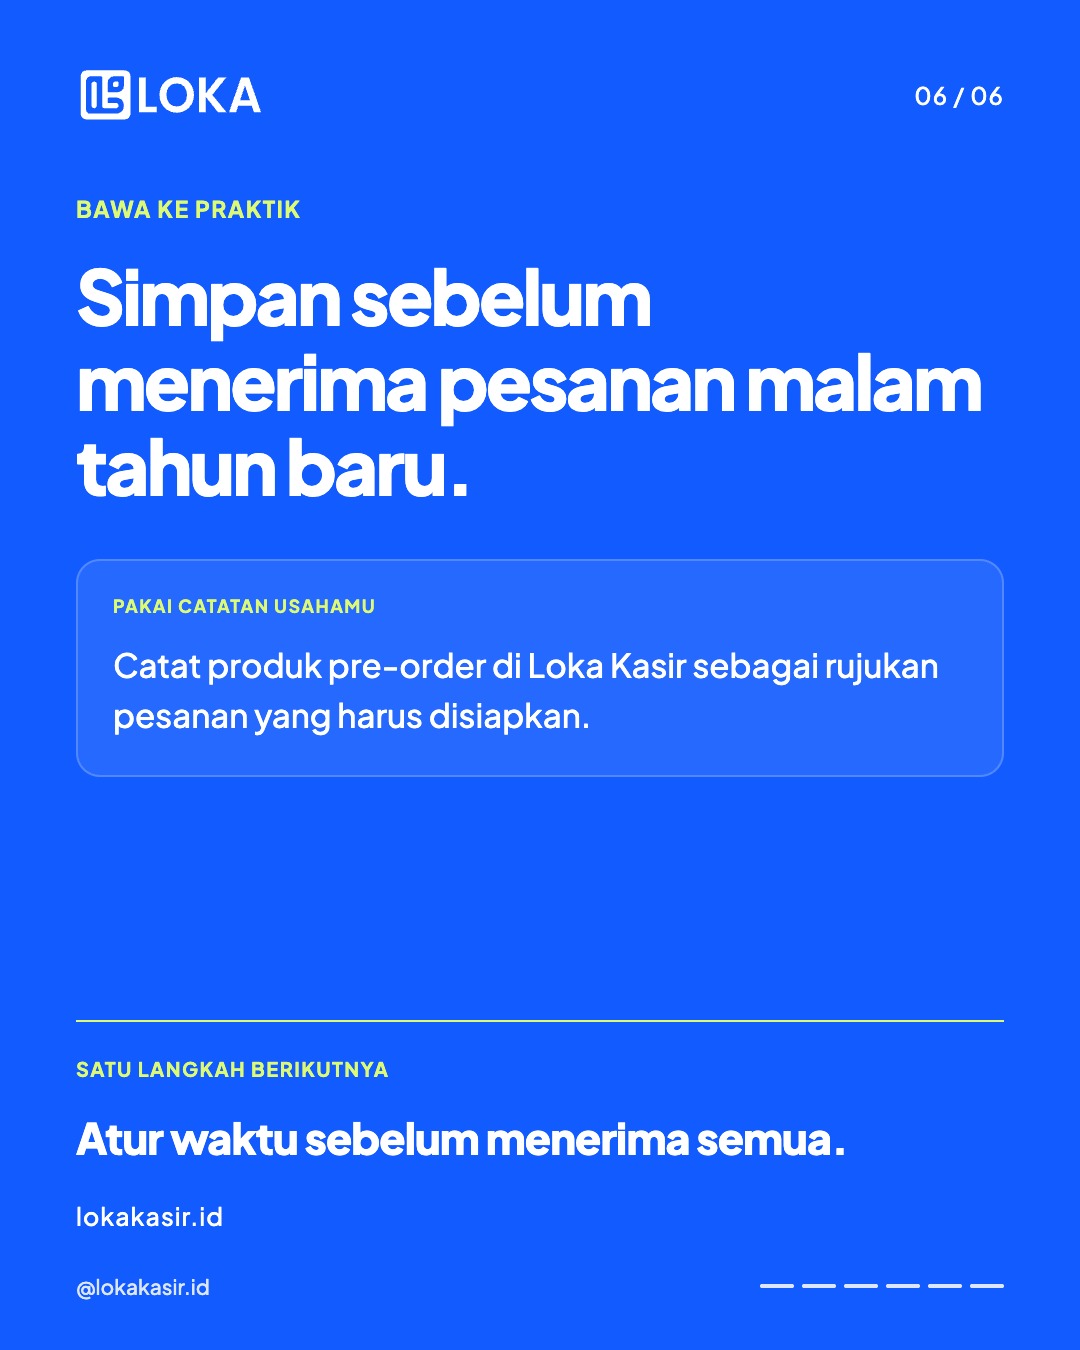 LOKA
06 / 06
BAWA KE PRAKTIK
Simpan sebelum
menerima pesanan malam
tahun baru.
PAKAI CATATAN USAHAMU
Catat produk pre-order di Loka Kasir sebagai rujukan
pesanan yang harus disiapkan.
SATU LANGKAH BERIKUTNYA
Atur waktu sebelum menerima semua.
lokakasir.id
@lokakasir.id